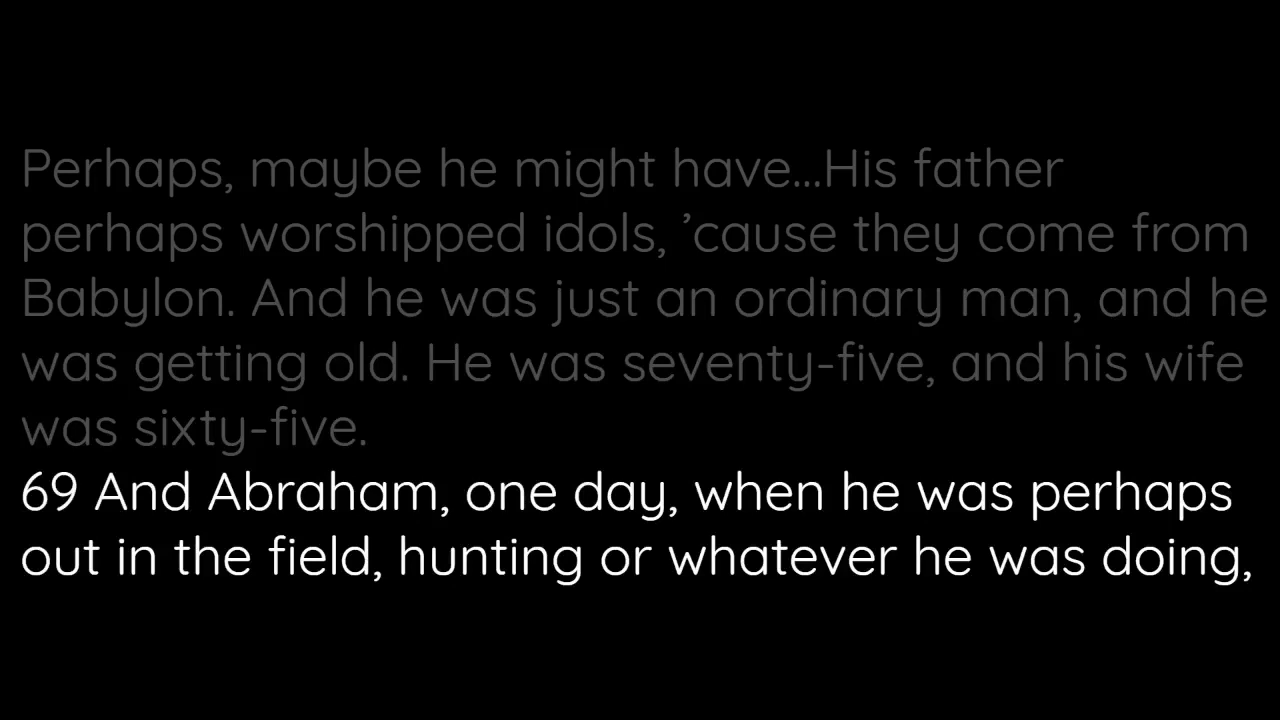 Perhaps, maybe he might have...His father
perhaps worshipped idols, ’cause they come from
Babylon. And he was just an ordinary man, and he
was getting old. He was seventy-five, and his wife
was sixty-five.
69 And Abraham, one day, when he was perhaps
out in the field, hunting or whatever he was doing,